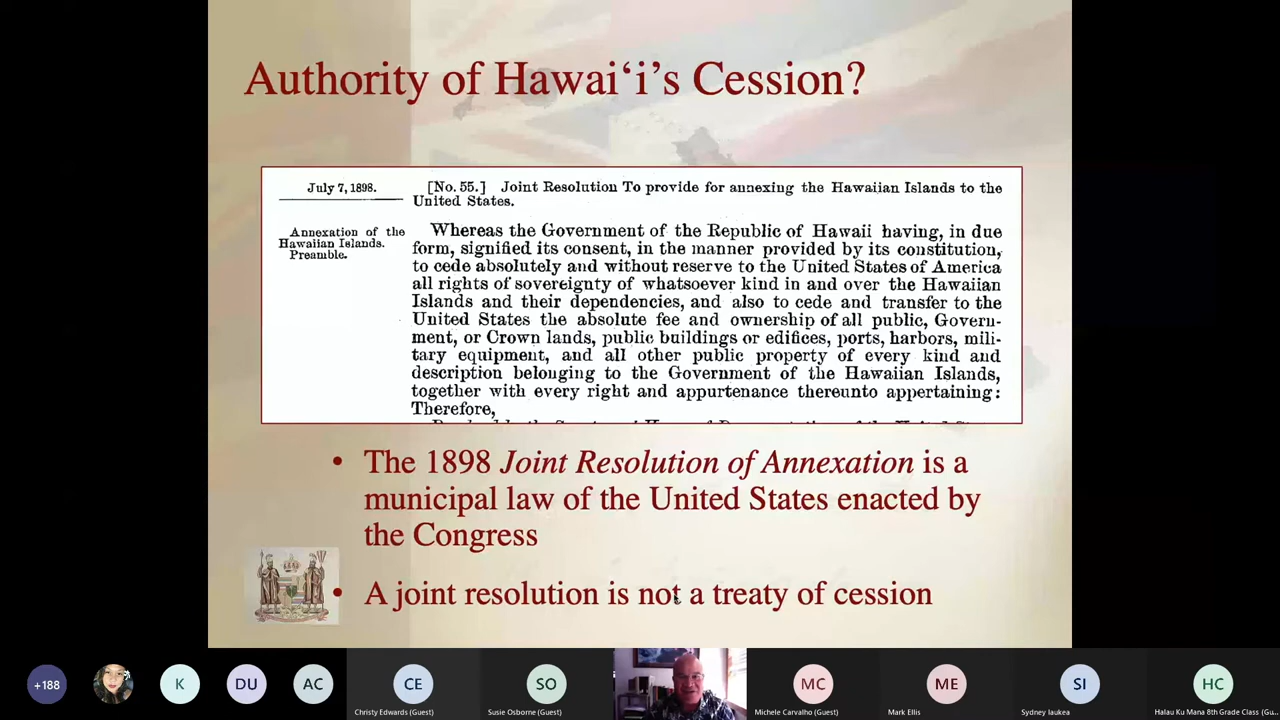 Authority of Hawai‘i’s Cession?
July 7, 1898.
[No. 55.] Joint Resolution To provide for annexing the Hawaiian Islands to the
United States.
Annexation of the
Hawaiian Islands.
Preamble.
Whereas the Government of the Republic of Hawaii having, in due
form, signified its consent, in the manner provided by its constitution,
to cede absolutely and without reserve to the United States of America
all rights of sovereignty of whatsoever kind in and over the Hawaiian
Islands and their dependencies, and also to cede and transfer to the
United States the absolute fee and ownership of all public, Govern-
ment, or Crown lands, public buildings or edifices, ports, harbors, mili-
tary equipment, and all other public property of every kind and
description belonging to the Government of the Hawaiian Islands,
together with every right and appurtenance thereunto appertaining:
Therefore,
• The 1898 Joint Resolution of Annexation is a
municipal law of the United States enacted by
the Congress
• A joint resolution is not a treaty of cession
+188
K
DU
AC
CE
SO
MC
ME
SI
HC
Christy Edwards (Guest)
Susie Osborne (Guest)
Michele Carvalho (Guest)
Mark Ellis
Sydney Iaukea
Halau Ku Mana 8th Grade Class (Gu...